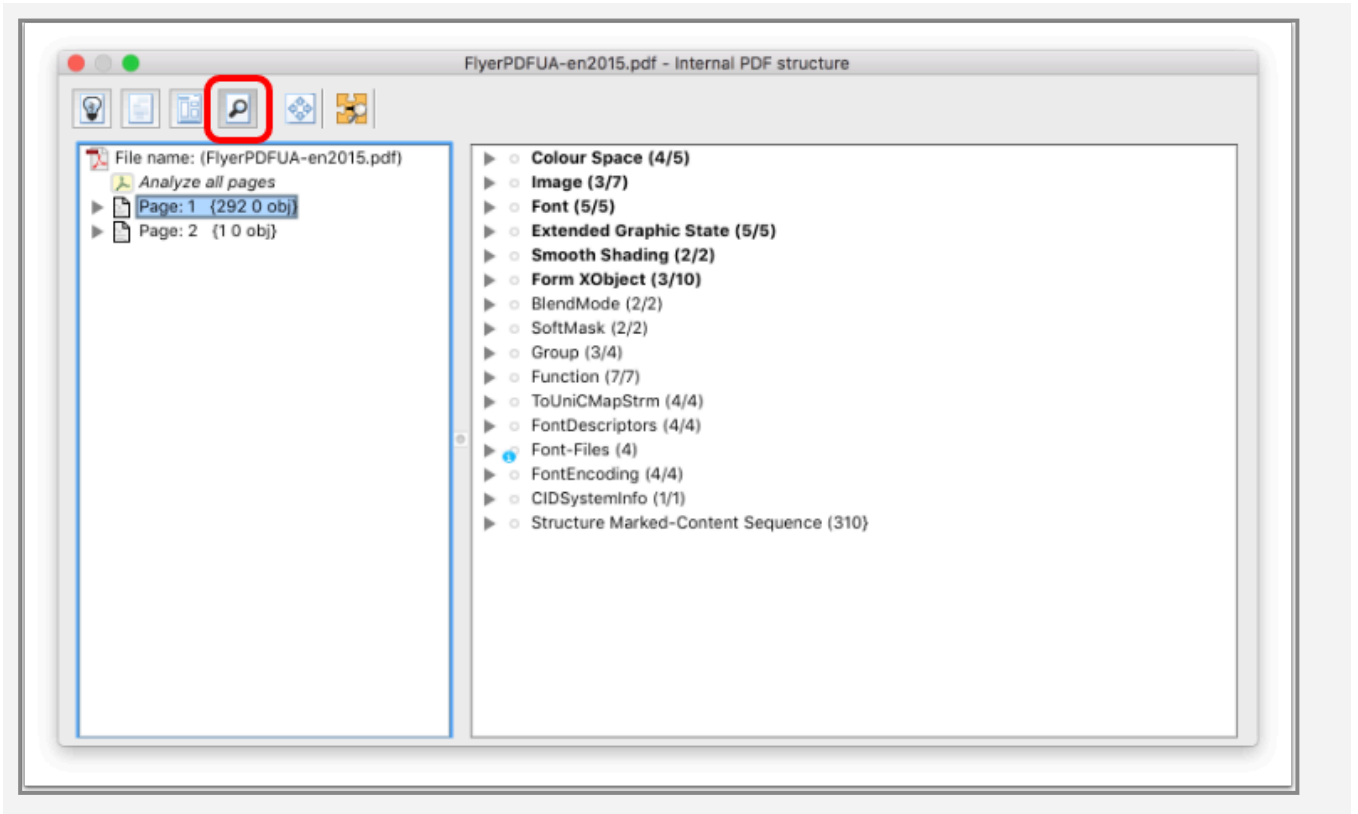 FlyerPDFUA-en2015.pdf - Internal PDF structure
File name: (FlyerPDFUA-en2015.pdf)
Analyze all pages
Page: 1 {292 0 obj}
Page: 2 {1 0 obj}
Colour Space (4/5)
Image (3/7)
Font (5/5)
Extended Graphic State (5/5)
Smooth Shading (2/2)
Form XObject (3/10)
BlendMode (2/2)
SoftMask (2/2)
Group (3/4)
Function (7/7)
ToUniCMapStrm (4/4)
FontDescriptors (4/4)
Font-Files (4)
FontEncoding (4/4)
CIDSystemInfo (1/1)
Structure Marked-Content Sequence (310}